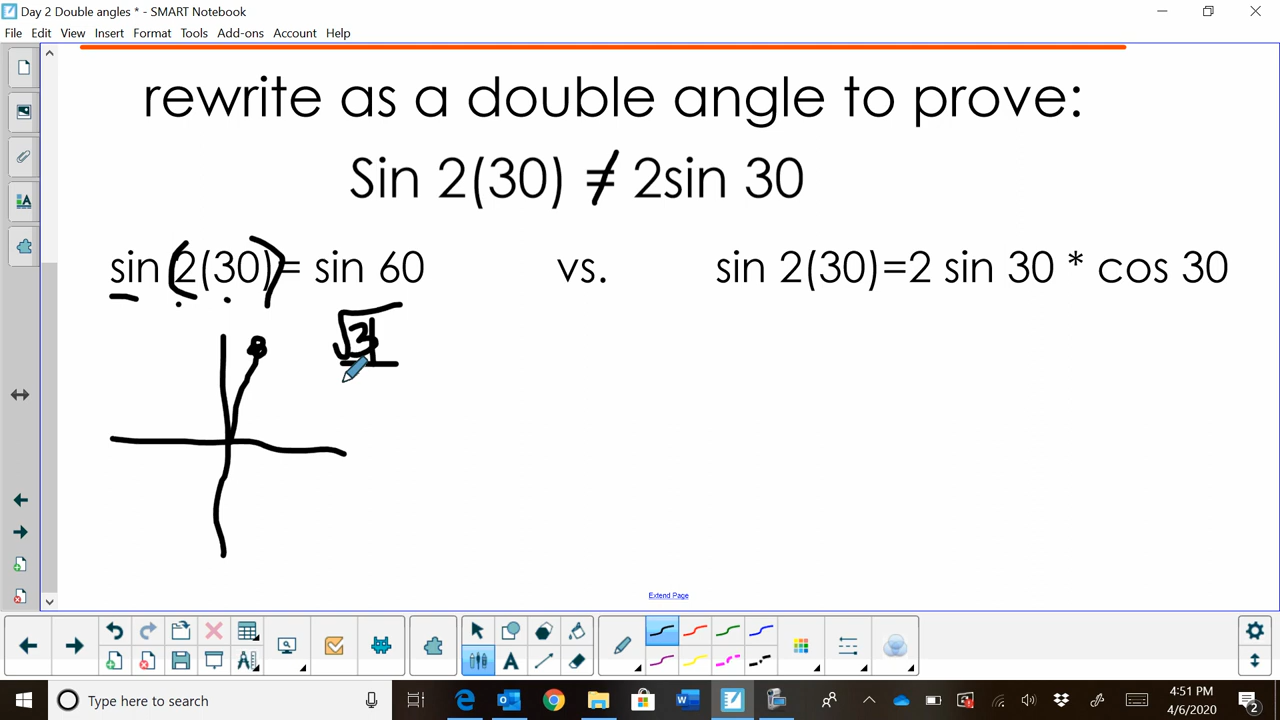 Day 2 Double angles * - SMART Notebook
File Edit View Insert Format Tools Add-ons Account Help
rewrite as a double angle to prove:
Sin 2(30) ≠ 2sin 30
sin (2(30)) = sin 60 vs. sin 2(30)=2 sin 30 * cos 30
√3
Extend Page
Type here to search
4:51 PM
4/6/2020
2